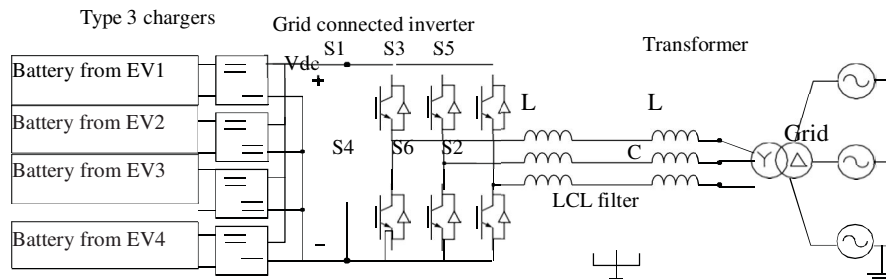 Type 3 chargers
Grid connected inverter
Transformer
Vdc
S1 S3 S5
+
Battery from EV1
Battery from EV2
Battery from EV3
Battery from EV4
S4 S6 S2
-
L L
C
LCL filter
Y Δ
Grid